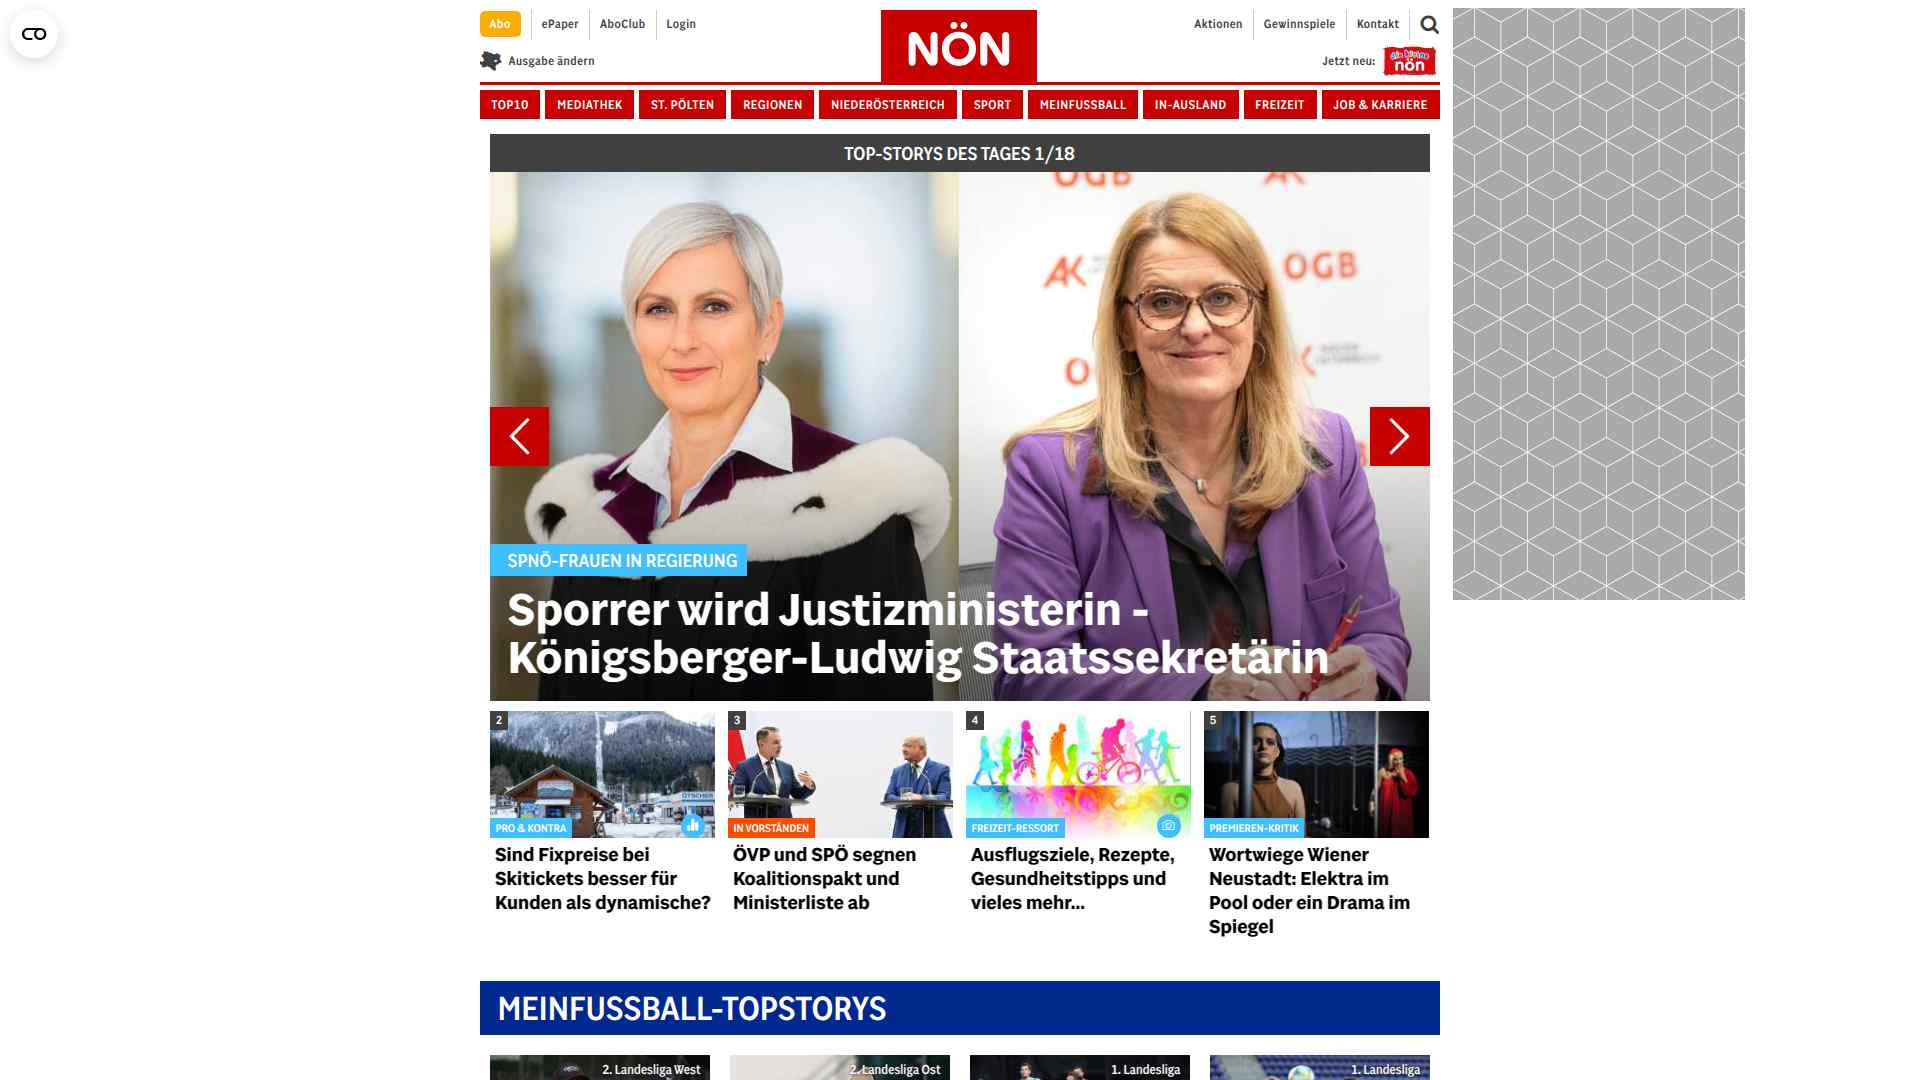 Abo
ePaper
AboClub
Login
NÖN
Aktionen
Gewinnspiele
Kontakt
Ausgabe ändern
Jetzt neu:
die kleine
nön
TOP10
MEDIATHEK
ST. PÖLTEN
REGIONEN
NIEDERÖSTERREICH
SPORT
MEINFUSSBALL
IN-AUSLAND
FREIZEIT
JOB & KARRIERE
TOP-STORYS DES TAGES 1/18
OGB
AK
AK
OGB
SPNÖ-FRAUEN IN REGIERUNG
Sporrer wird Justizministerin -
Königsberger-Ludwig Staatssekretärin
2
ÖTSCHER
PRO & KONTRA
Sind Fixpreise bei
Skitickets besser für
Kunden als dynamische?
3
IN VORSTÄNDEN
ÖVP und SPÖ segnen
Koalitionspakt und
Ministerliste ab
4
FREIZEIT-RESSORT
Ausflugsziele, Rezepte,
Gesundheitstipps und
vieles mehr...
5
PREMIEREN-KRITIK
Wortwiege Wiener
Neustadt: Elektra im
Pool oder ein Drama im
Spiegel
MEINFUSSBALL-TOPSTORYS
2. Landesliga West
2. Landesliga Ost
1. Landesliga
1. Landesliga